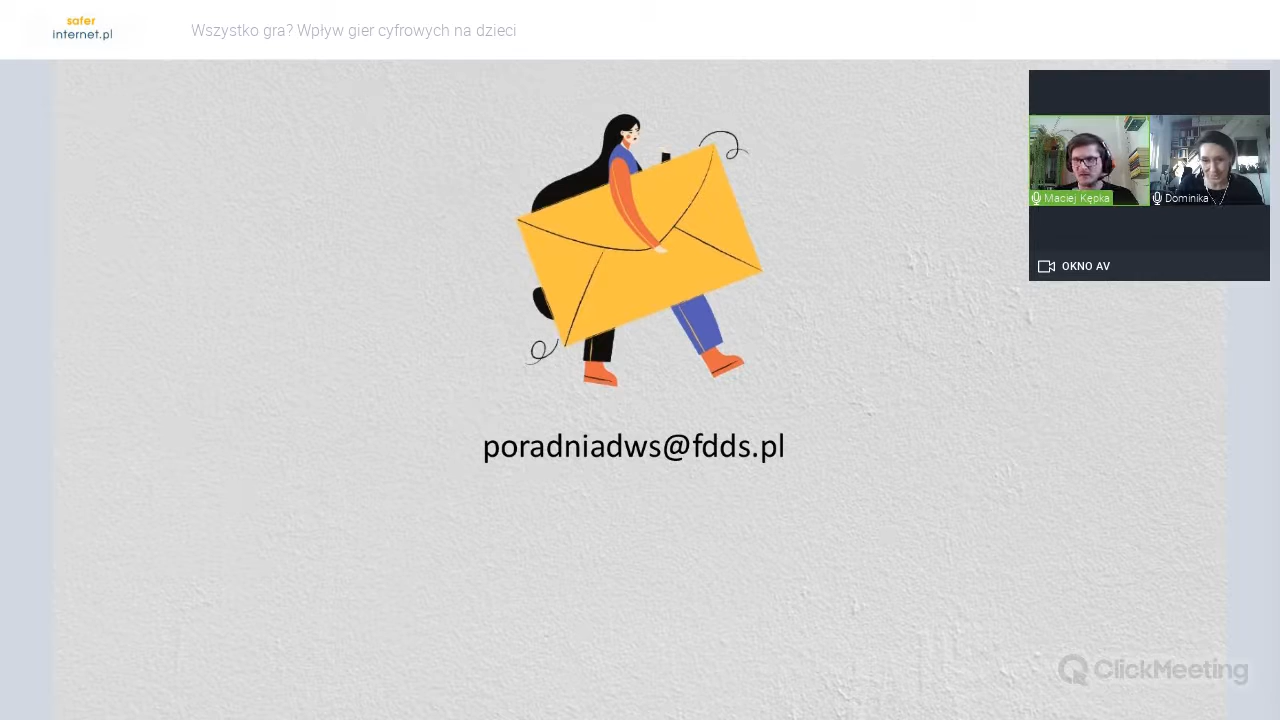 safer
internet.pl
Wszystko gra? Wpływ gier cyfrowych na dzieci
Maciej Kępka
Dominika
OKNO AV
poradniadws@fdds.pl
ClickMeeting